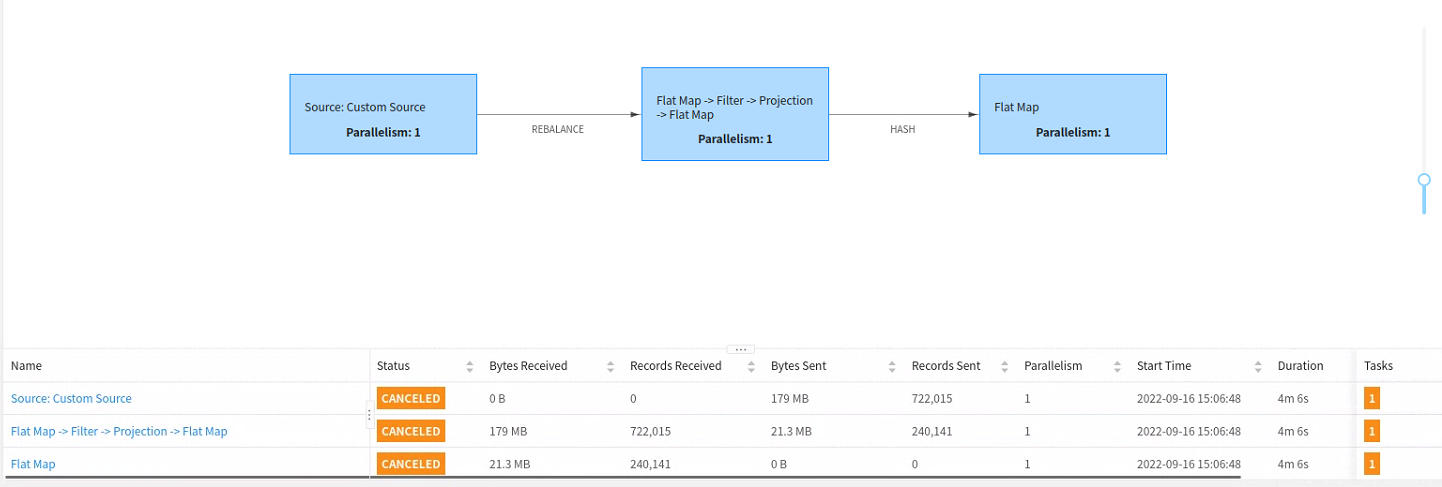 Source: Custom Source
Parallelism: 1
REBALANCE
Flat Map -> Filter -> Projection
-> Flat Map
Parallelism: 1
HASH
Flat Map
Parallelism: 1
Name Status Bytes Received Records Received Bytes Sent Records Sent Parallelism Start Time Duration Tasks
Source: Custom Source CANCELED 0 B 0 179 MB 722,015 1 2022-09-16 15:06:48 4m 6s 1
Flat Map -> Filter -> Projection -> Flat Map CANCELED 179 MB 722,015 21.3 MB 240,141 1 2022-09-16 15:06:48 4m 6s 1
Flat Map CANCELED 21.3 MB 240,141 0 B 0 1 2022-09-16 15:06:48 4m 6s 1